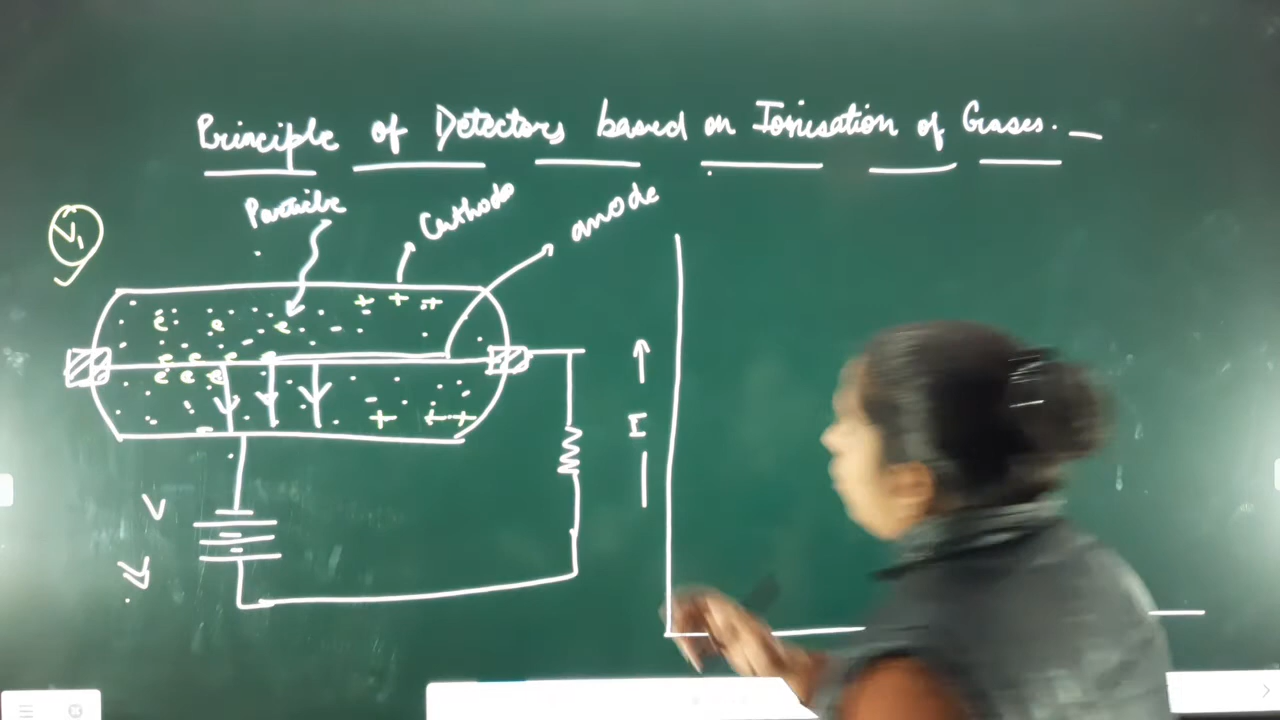 Principle of Detectors based on Ionisation of Gases.
Particle
Cathode
anode
V₁
+ + +
e e e
e e e
e e e
+ + +
I
V